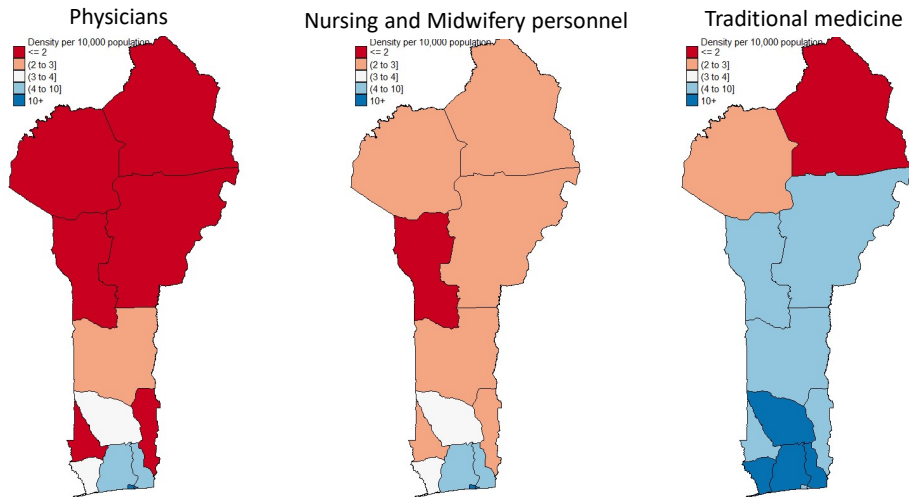 Physicians
Density per 10,000 population
<= 2
(2 to 3]
(3 to 4]
(4 to 10]
10+
Nursing and Midwifery personnel
Density per 10,000 population
<= 2
(2 to 3]
(3 to 4]
(4 to 10]
10+
Traditional medicine
Density per 10,000 population
<= 2
(2 to 3]
(3 to 4]
(4 to 10]
10+